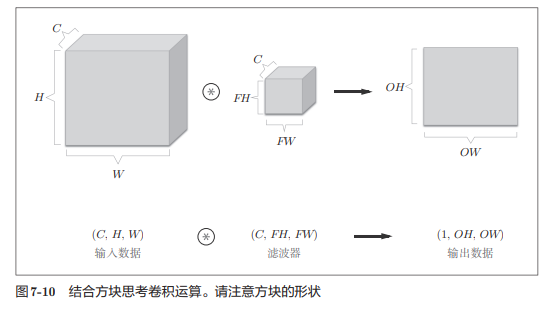 C
H
W
C
FH
FW
OH
OW
(C, H, W) ⊛ (C, FH, FW) → (1, OH, OW)
输入数据 滤波器 输出数据
图7-10 结合方块思考卷积运算。请注意方块的形状